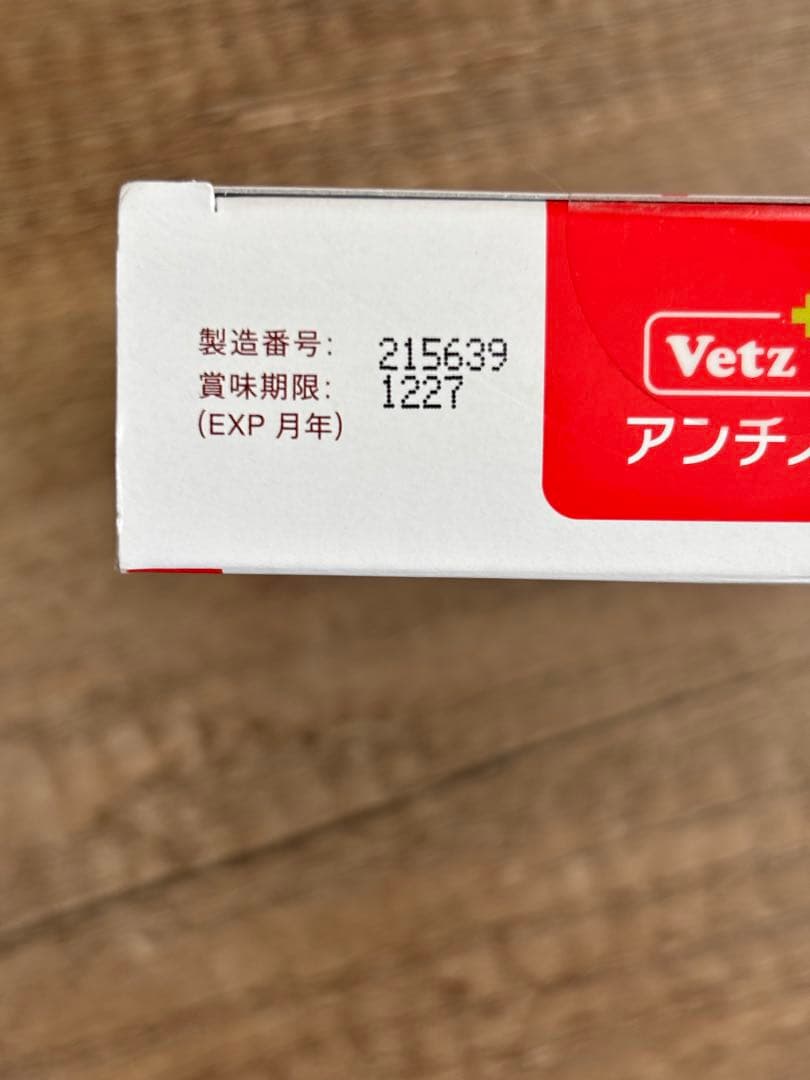 製造番号: 215639
賞味期限: 1227
(EXP 月年)
Vetz
アンチ